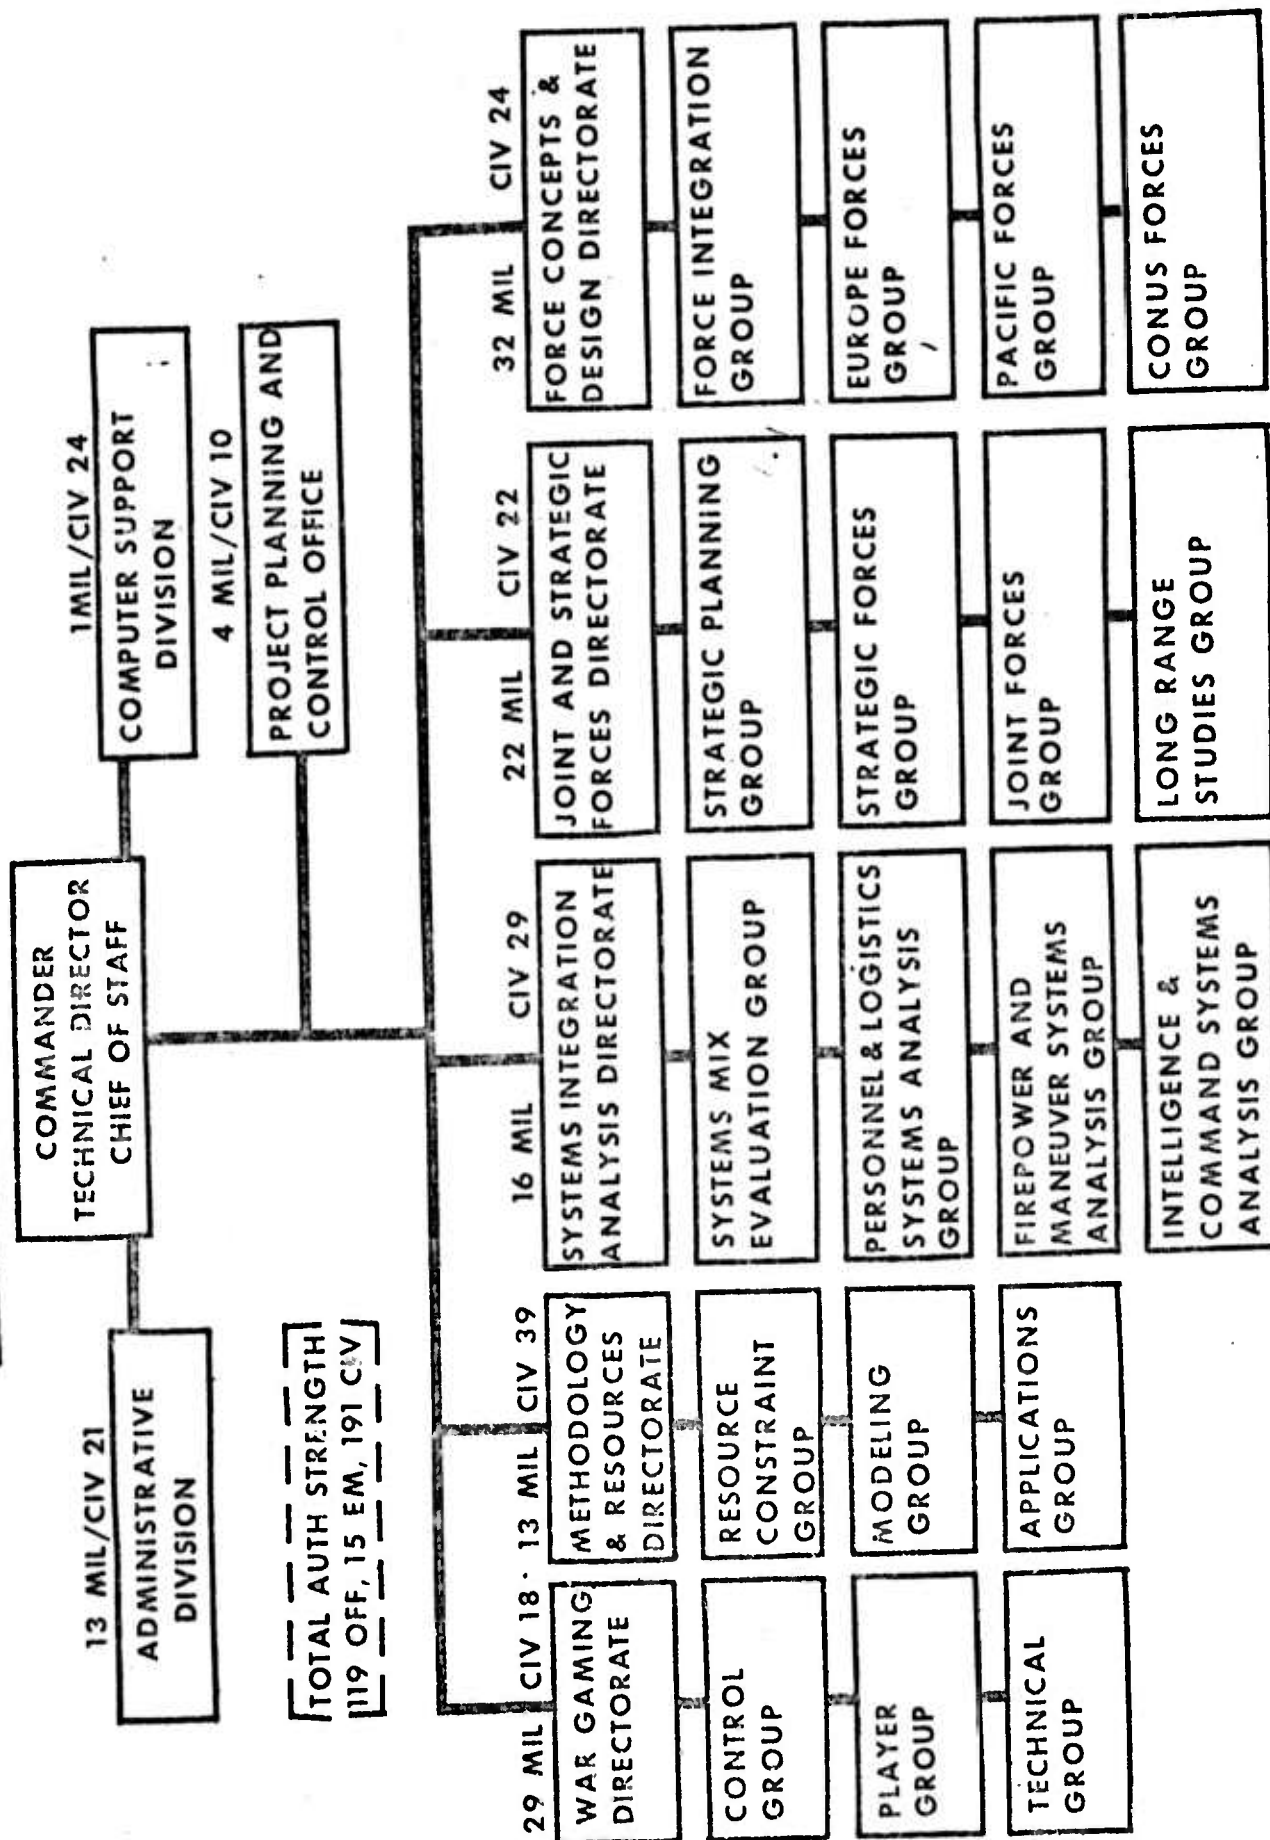 COMMANDER
TECHNICAL DIRECTOR
CHIEF OF STAFF
13 MIL/CIV 21
ADMINISTRATIVE
DIVISION
1MIL/CIV 24
COMPUTER SUPPORT
DIVISION
4 MIL/CIV 10
PROJECT PLANNING AND
CONTROL OFFICE
TOTAL AUTH STRENGTH
119 OFF, 15 EM, 191 CIV
29 MIL CIV 18
WAR GAMING
DIRECTORATE
CONTROL
GROUP
PLAYER
GROUP
TECHNICAL
GROUP
13 MIL CIV 39
METHODOLOGY
& RESOURCES
DIRECTORATE
RESOURCE
CONSTRAINT
GROUP
MODELING
GROUP
APPLICATIONS
GROUP
16 MIL CIV 29
SYSTEMS INTEGRATION
ANALYSIS DIRECTORATE
SYSTEMS MIX
EVALUATION GROUP
PERSONNEL & LOGISTICS
SYSTEMS ANALYSIS
GROUP
FIREPOWER AND
MANEUVER SYSTEMS
ANALYSIS GROUP
INTELLIGENCE &
COMMAND SYSTEMS
ANALYSIS GROUP
22 MIL CIV 22
JOINT AND STRATEGIC
FORCES DIRECTORATE
STRATEGIC PLANNING
GROUP
STRATEGIC FORCES
GROUP
JOINT FORCES
GROUP
LONG RANGE
STUDIES GROUP
32 MIL CIV 24
FORCE CONCEPTS &
DESIGN DIRECTORATE
FORCE INTEGRATION
GROUP
EUROPE FORCES
GROUP
PACIFIC FORCES
GROUP
CONUS FORCES
GROUP